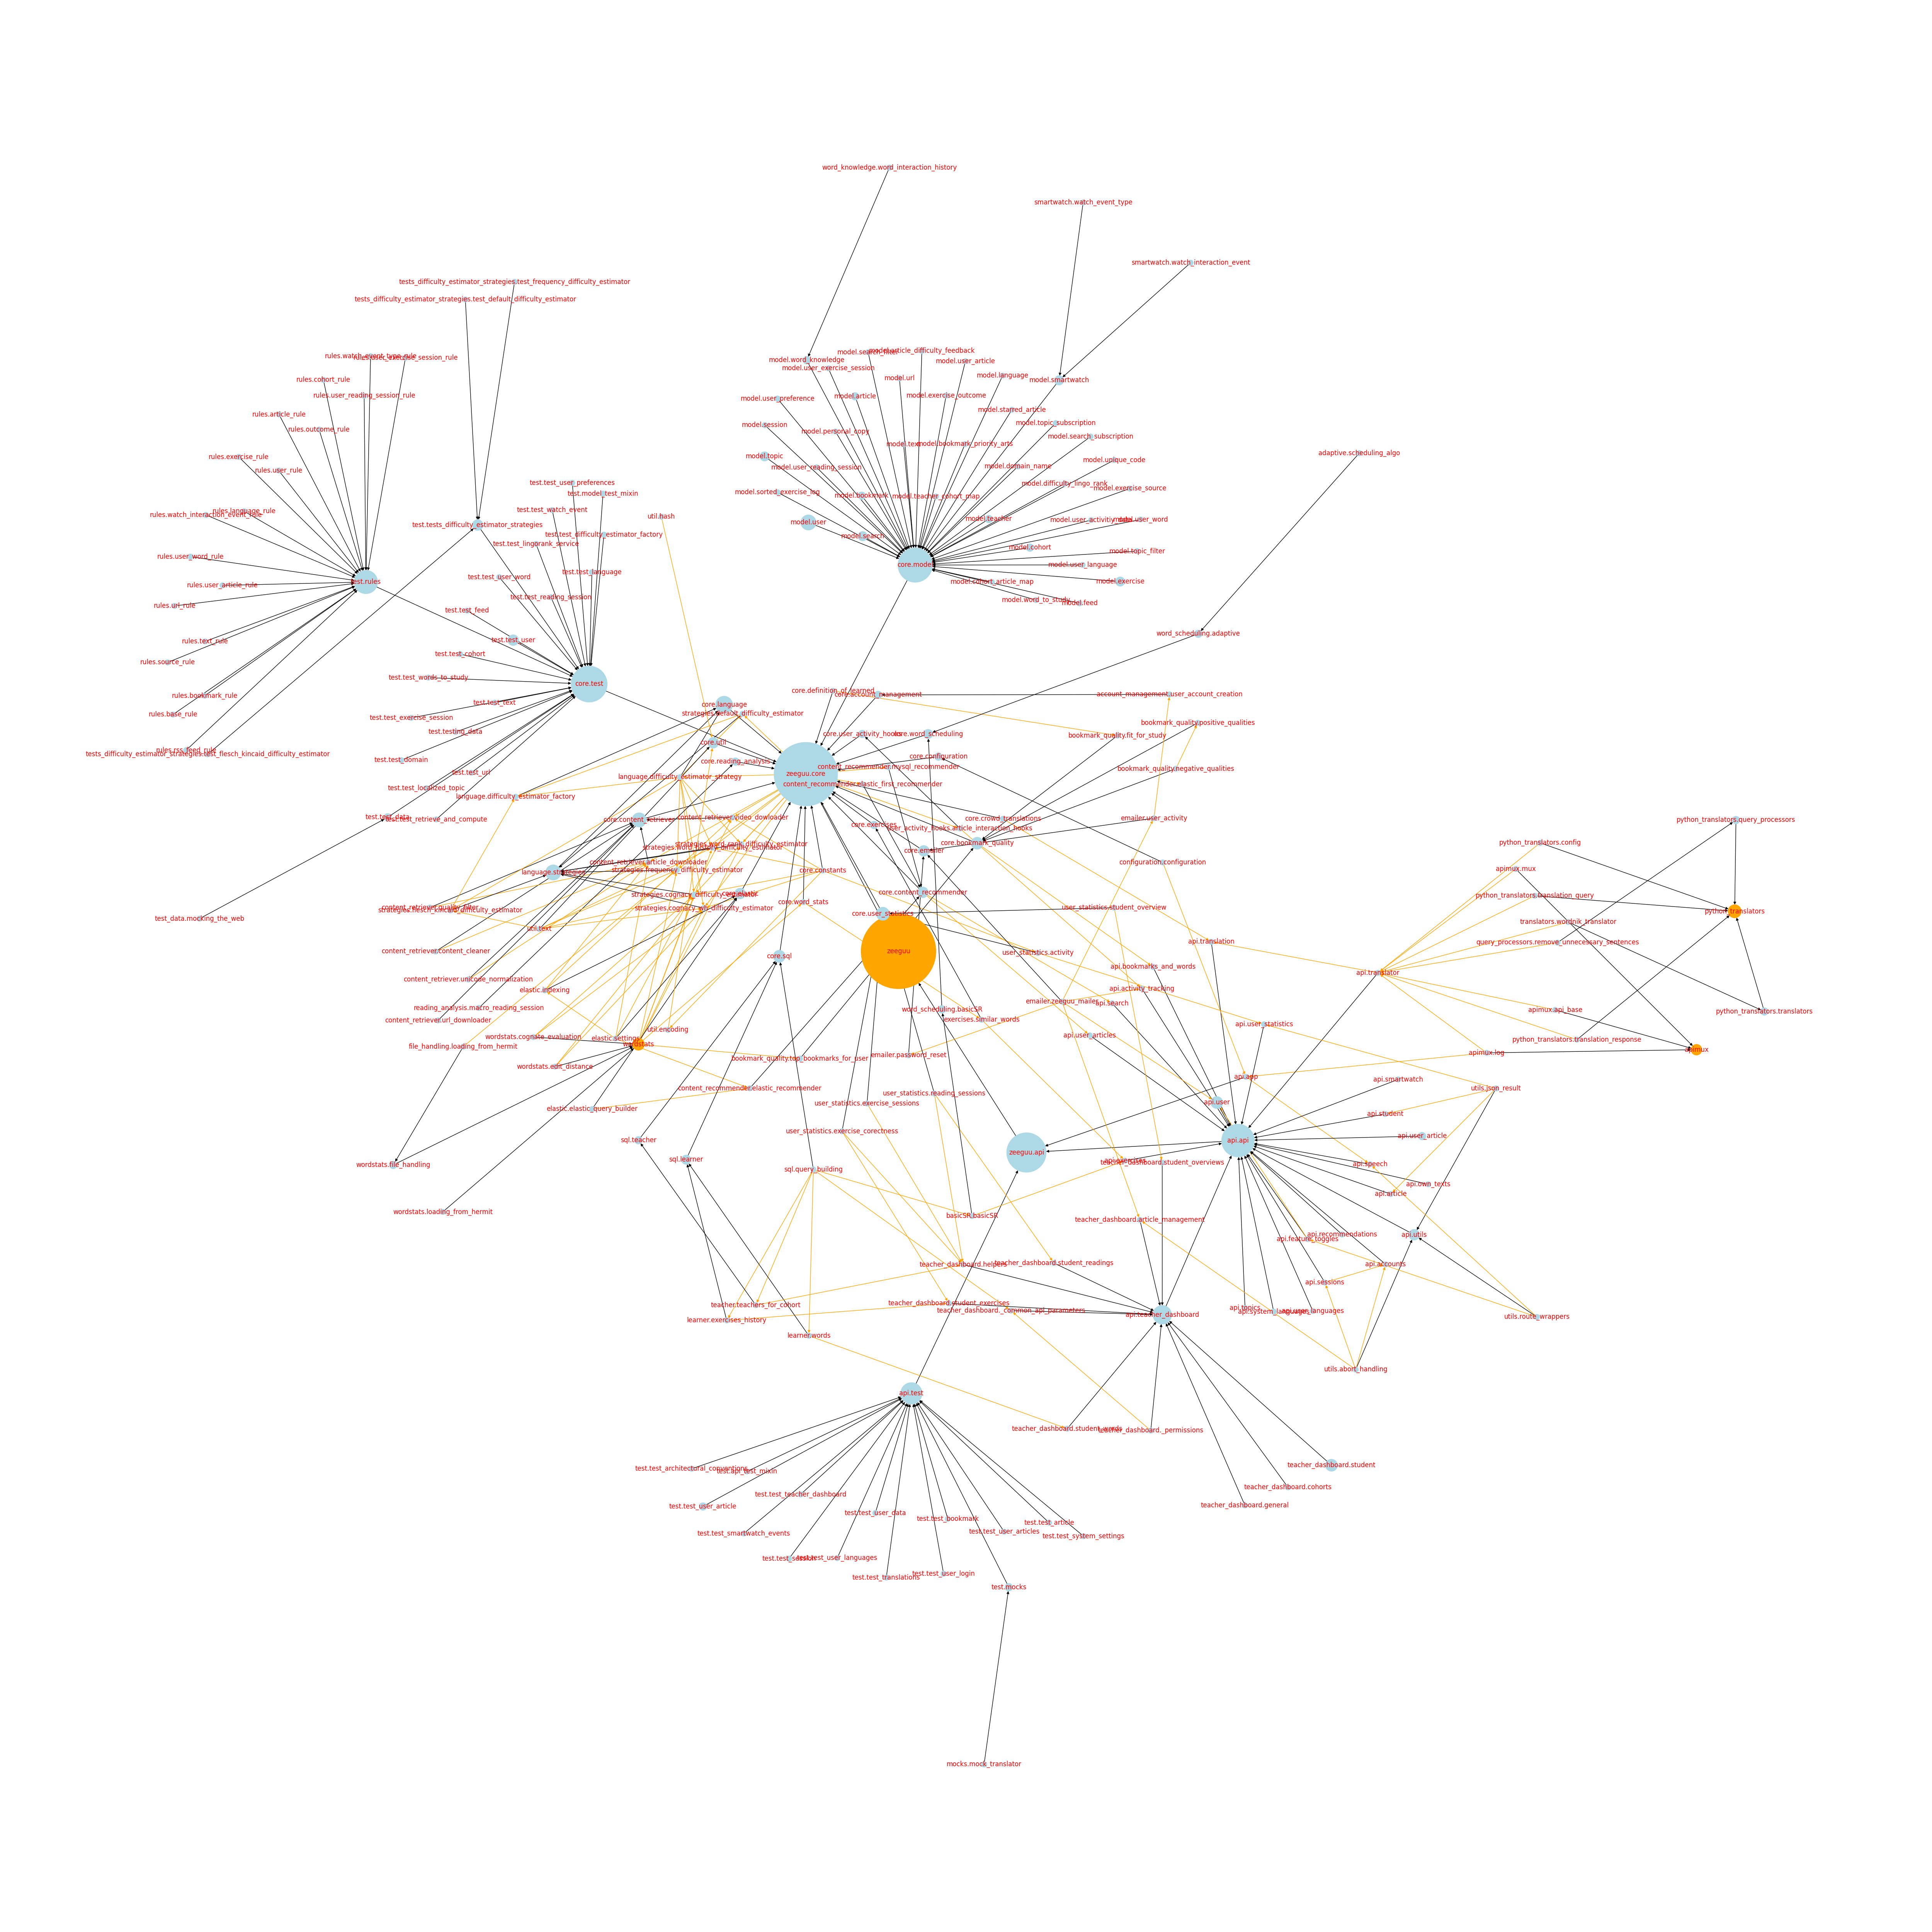 word_knowledge.word_interaction_history
smartwatch.watch_event_type
smartwatch.watch_interaction_event
tests_difficulty_estimator_strategies.test_frequency_difficulty_estimator
tests_difficulty_estimator_strategies.test_default_difficulty_estimator
rules.watch_event_type_rule
rules.user_exercise_session_rule
rules.cohort_rule
rules.user_reading_session_rule
rules.article_rule
rules.outcome_rule
rules.exercise_rule
rules.user_rule
rules.language_rule
rules.watch_interaction_event_rule
rules.user_word_rule
rules.user_article_rule
rules.url_rule
rules.text_rule
rules.source_rule
rules.bookmark_rule
rules.base_rule
rules.rss_feed_rule
tests_difficulty_estimator_strategies.test_flesch_kincaid_difficulty_estimator
test.rules
model.article_difficulty_feedback
model.word_knowledge
model.user_article
model.user_exercise_session
model.url
model.language
model.smartwatch
model.user_preference
model.article
model.exercise_outcome
model.starred_article
model.session
model.personal_copy
model.topic_subscription
model.text
model.bookmark_priority_arts
model.search_subscription
model.topic
model.user_reading_session
model.domain_name
model.unique_code
model.difficulty_lingo_rank
model.sorted_exercise_log
model.bookmark
model.teacher_cohort_map
model.exercise_source
model.user
model.teacher
model.user_word
model.search
model.cohort
model.topic_filter
core.model
model.user_language
model.cohort_article_map
model.exercise
model.word_to_study
model.feed
adaptive.scheduling_algo
word_scheduling.adaptive
test.test_user_preferences
test.model_test_mixin
test.test_watch_event
test.tests_difficulty_estimator_strategies
test.test_difficulty_estimator_factory
test.test_lingorank_service
test.test_language
test.test_user_word
test.test_reading_session
test.test_feed
test.test_user
test.test_cohort
test.test_words_to_study
core.test
test.test_text
test.test_exercise_session
test.testing_data
test.test_domain
test.test_url
test.test_localized_topic
test.test_data
test.test_retrieve_and_compute
test_data.mocking_the_web
util.hash
core.definition_of_learned
core.account_management
account_management.user_account_creation
core.language
strategies.default_difficulty_estimator
bookmark_quality.positive_qualities
core.util
core.user_activity_hooks
core.word_scheduling
bookmark_quality.fit_for_study
core.reading_analysis
core.configuration
content_recommender.mysql_recommender
bookmark_quality.negative_qualities
zeeguu.core
language.difficulty_estimator_strategy
content_recommender.elastic_first_recommender
language.difficulty_estimator_factory
core.content_retriever
content_retriever.video_dowloader
core.exercises
core.crowd_translations
user_activity_hooks.article_interaction_hooks
emailer.user_activity
core.emailer
core.bookmark_quality
strategies.word_rank_difficulty_estimator
content_retriever.article_downloader
strategies.frequency_difficulty_estimator
language.strategies
core.constants
configuration.configuration
strategies.cognacy_difficulty_estimator
core.elastic
core.content_recommender
core.word_stats
content_retriever.quality_filter
strategies.flesch_kincaid_difficulty_estimator
core.user_statistics
user_statistics.student_overview
util.text
zeeguu
core.sql
content_retriever.content_cleaner
user_statistics.activity
content_retriever.unicode_normalization
elastic.indexing
reading_analysis.macro_reading_session
content_retriever.url_downloader
util.encoding
elastic.settings
wordstats.cognate_evaluation
wordstats
file_handling.loading_from_hermit
wordstats.edit_distance
elastic.elastic_query_builder
wordstats.file_handling
wordstats.loading_from_hermit
emailer.zeeguu_mailer
word_scheduling.basicSR
exercises.similar_words
bookmark_quality.top_bookmarks_for_user
emailer.password_reset
content_recommender.elastic_recommender
user_statistics.reading_sessions
user_statistics.exercise_sessions
user_statistics.exercise_corectness
sql.teacher
sql.learner
sql.query_building
basicSR.basicSR
zeeguu.api
python_translators.query_processors
python_translators.config
apimux.mux
python_translators.translation_query
python_translators
translators.wordnik_translator
query_processors.remove_unnecessary_sentences
python_translators.translators
apimux.api_base
python_translators.translation_response
apimux.log
apimux
api.translation
api.translator
api.bookmarks_and_words
api.activity_tracking
api.search
api.user_statistics
api.user_articles
api.app
api.smartwatch
utils.json_result
api.user
api.student
api.user_article
api.api
api.exercises
teacher_dashboard.student_overviews
api.speech
api.own_texts
api.article
teacher_dashboard.article_management
api.utils
api.recommendations
api.feature_toggles
api.accounts
api.sessions
api.topics
api.system_languages
api.user_languages
utils.route_wrappers
utils.abort_handling
teacher_dashboard.helpers
teacher_dashboard.student_readings
teacher.teachers_for_cohort
teacher_dashboard.student_exercises
teacher_dashboard._common_api_parameters
api.teacher_dashboard
learner.exercises_history
learner.words
api.test
teacher_dashboard.student_words
teacher_dashboard._permissions
teacher_dashboard.student
teacher_dashboard.cohorts
teacher_dashboard.general
test.test_architectural_conventions
test.api_test_mixin
test.test_teacher_dashboard
test.test_user_article
test.test_user_data
test.test_bookmark
test.test_article
test.test_user_articles
test.test_system_settings
test.test_smartwatch_events
test.test_session
test.test_user_languages
test.test_translations
test.test_user_login
test.mocks
mocks.mock_translator